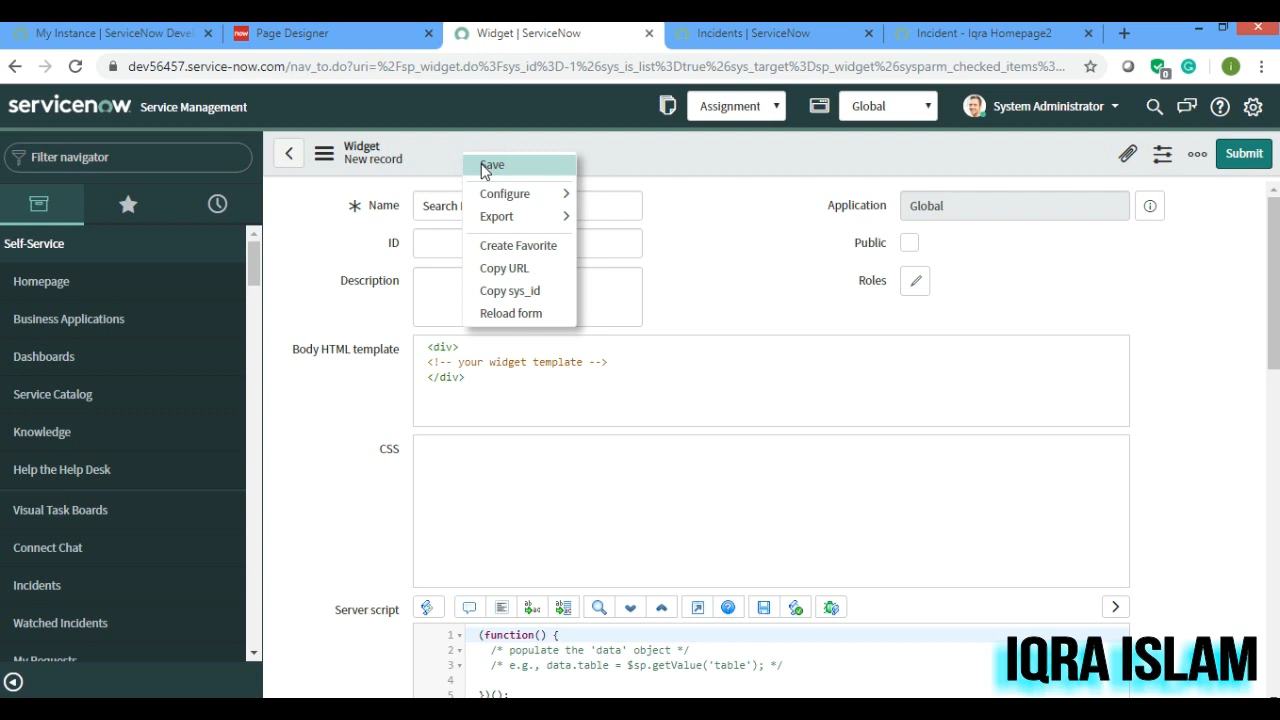 My Instance | ServiceNow Devel
Page Designer
Widget | ServiceNow
Incidents | ServiceNow
Incident - Iqra Homepage2
dev56457.service-now.com/nav_to.do?uri=%2Fsp_widget.do%3Fsys_id%3D-1%26sys_is_list%3Dtrue%26sys_target%3Dsp_widget%26sysparm_checked_items%3...
servicenow Service Management
Assignment
Global
System Administrator
Filter navigator
Widget
New record
Submit
Self-Service
Homepage
Business Applications
Dashboards
Service Catalog
Knowledge
Help the Help Desk
Visual Task Boards
Connect Chat
Incidents
Watched Incidents
My Requests
Save
Configure
Export
Create Favorite
Copy URL
Copy sys_id
Reload form
Name
Search
ID
Description
Application
Global
Public
Roles
Body HTML template
<div>
<!-- your widget template -->
</div>
CSS
Server script
1 (function() {
2 /* populate the 'data' object */
3 /* e.g., data.table = $sp.getValue('table'); */
4
5 })();
IQRA ISLAM